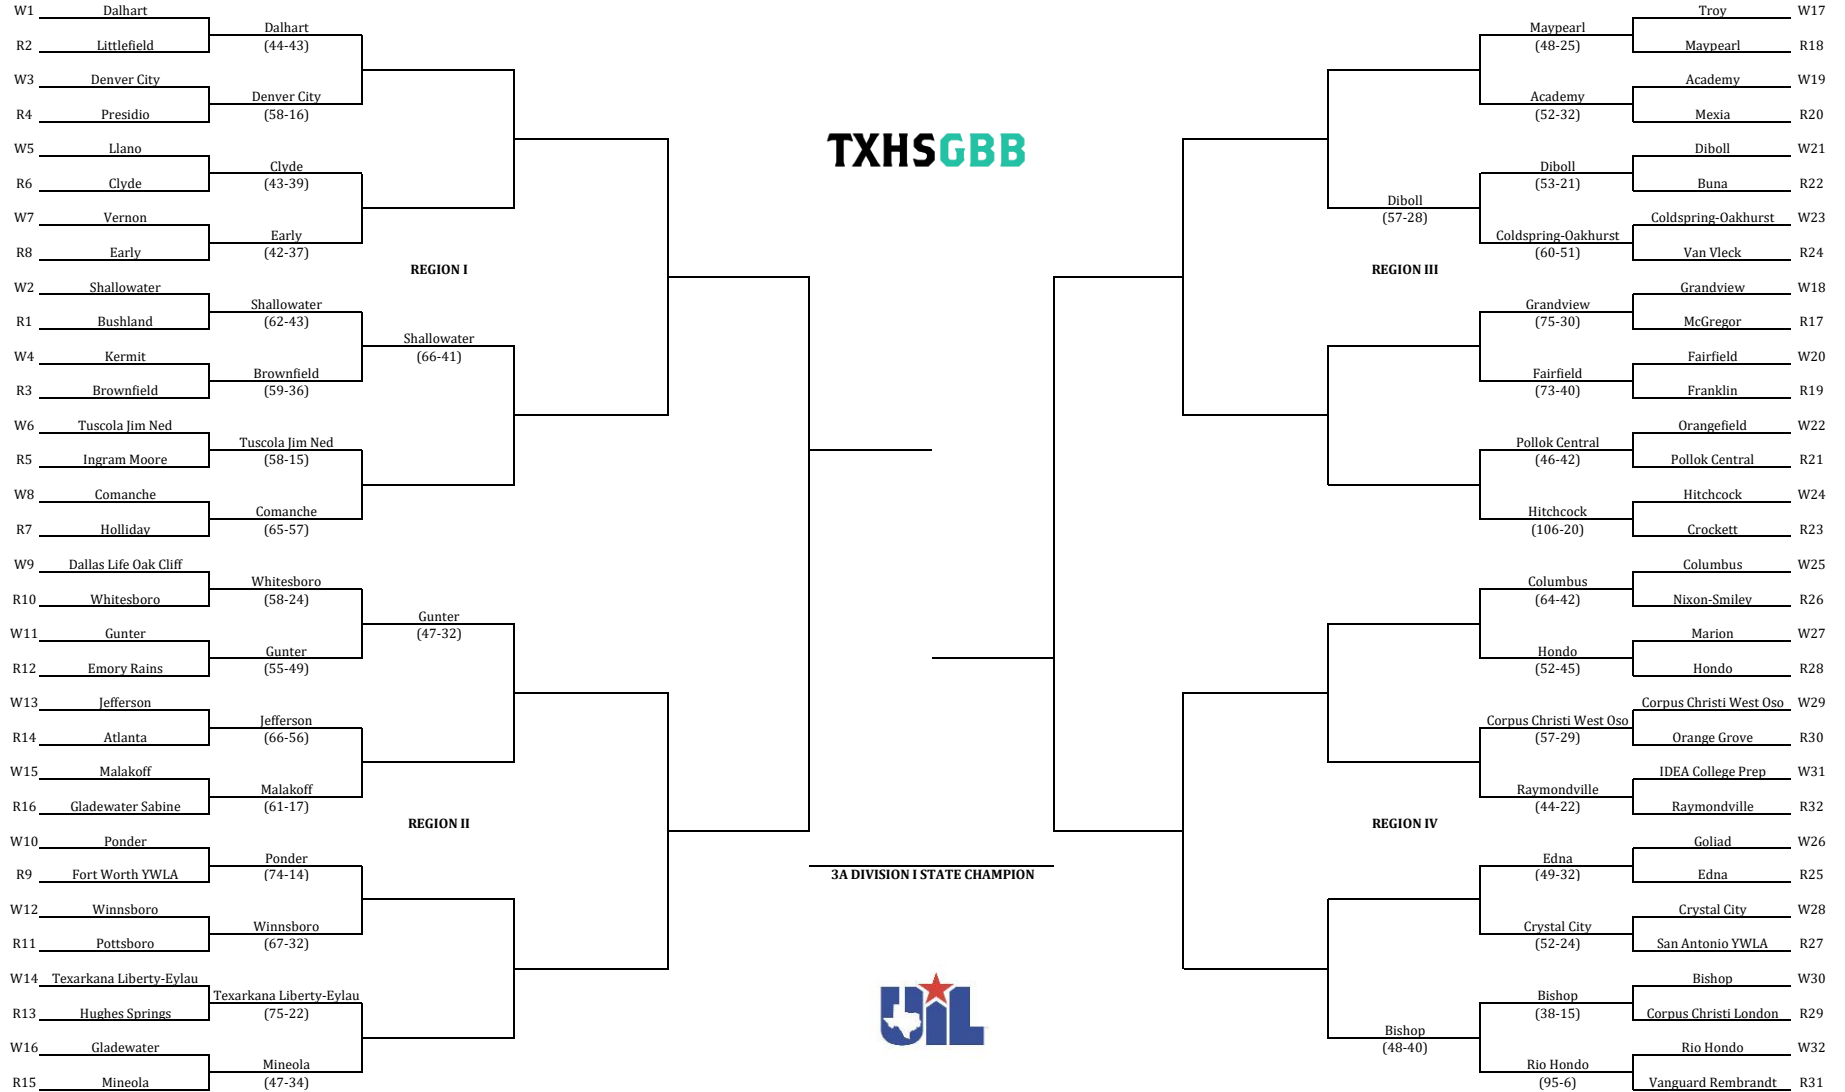 W1 Dalhart
Dalhart
R2 Littlefield
(44-43)
W3 Denver City
Denver City
R4 Presidio
(58-16)
W5 Llano
Clyde
R6 Clyde
(43-39)
W7 Vernon
Early
R8 Early
(42-37)
REGION I
W2 Shallowater
Shallowater
R1 Bushland
(62-43)
Shallowater
(66-41)
W4 Kermit
Brownfield
R3 Brownfield
(59-36)
W6 Tuscola Jim Ned
Tuscola Jim Ned
R5 Ingram Moore
(58-15)
W8 Comanche
Comanche
R7 Holliday
(65-57)
W9 Dallas Life Oak Cliff
Whitesboro
R10 Whitesboro
(58-24)
Gunter
(47-32)
W11 Gunter
Gunter
R12 Emory Rains
(55-49)
W13 Jefferson
Jefferson
R14 Atlanta
(66-56)
W15 Malakoff
Malakoff
R16 Gladewater Sabine
(61-17)
REGION II
W10 Ponder
Ponder
R9 Fort Worth YWLA
(74-14)
W12 Winnsboro
Winnsboro
R11 Pottsboro
(67-32)
W14 Texarkana Liberty-Eylau
Texarkana Liberty-Eylau
R13 Hughes Springs
(75-22)
W16 Gladewater
Mineola
R15 Mineola
(47-34)
TXHSGBB
3A DIVISION I STATE CHAMPION
UIL
Troy W17
Maypearl
(48-25)
Maypearl R18
Academy W19
Academy
(52-32)
Mexia R20
Diboll W21
Diboll
(53-21)
Buna R22
Diboll
(57-28)
Coldspring-Oakhurst W23
Coldspring-Oakhurst
(60-51)
Van Vleck R24
REGION III
Grandview W18
Grandview
(75-30)
McGregor R17
Fairfield W20
Fairfield
(73-40)
Franklin R19
Orangefield W22
Pollok Central
(46-42)
Pollok Central R21
Hitchcock W24
Hitchcock
(106-20)
Crockett R23
Columbus W25
Columbus
(64-42)
Nixon-Smiley R26
Marion W27
Hondo
(52-45)
Hondo R28
Corpus Christi West Oso W29
Corpus Christi West Oso
(57-29)
Orange Grove R30
IDEA College Prep W31
Raymondville
(44-22)
Raymondville R32
REGION IV
Goliad W26
Edna
(49-32)
Edna R25
Crystal City W28
Crystal City
(52-24)
San Antonio YWLA R27
Bishop W30
Bishop
(38-15)
Corpus Christi London R29
Bishop
(48-40)
Rio Hondo W32
Rio Hondo
(95-6)
Vanguard Rembrandt R31